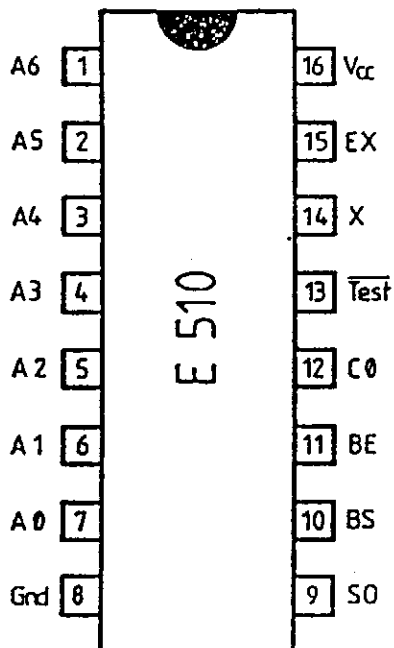 A6 1 16 Vcc
A5 2 15 EX
A4 3 14 X
A3 4 13 Test
E 510
A2 5 12 C0
A1 6 11 BE
A0 7 10 BS
Gnd 8 9 SO